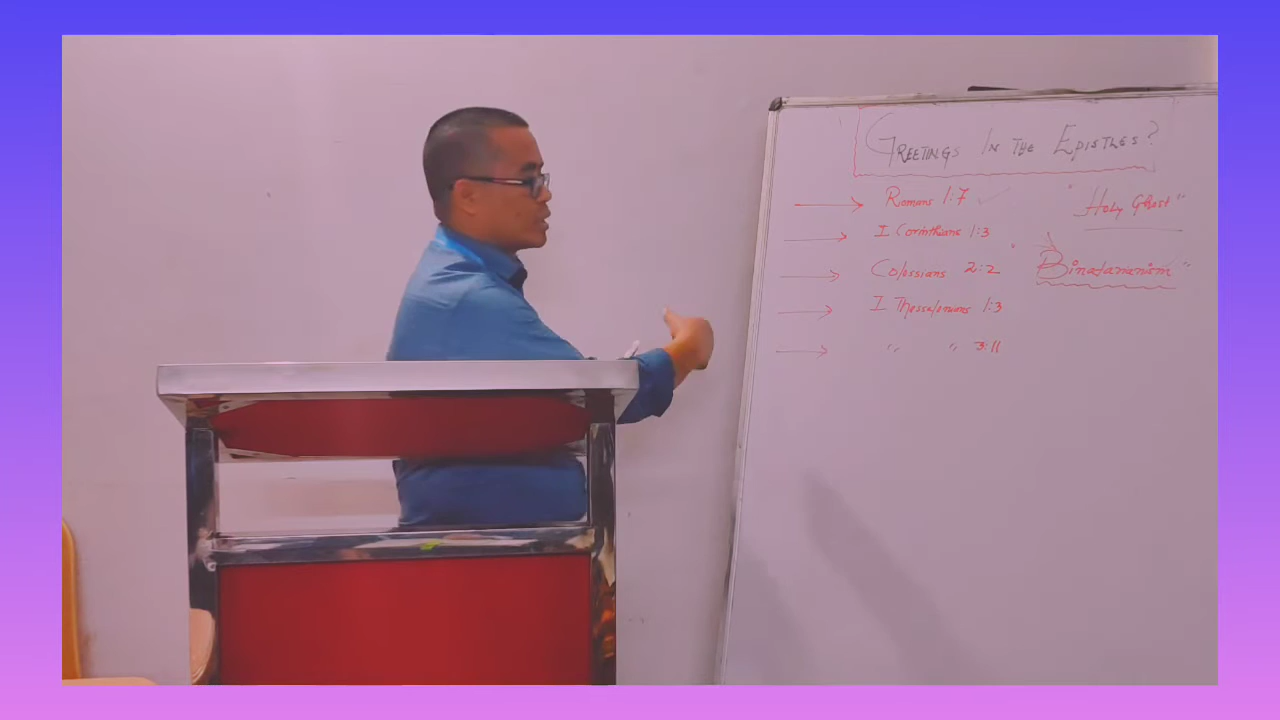 GREETINGS IN THE EPISTLES?
Romans 1:7 ✓
"Holy Ghost"
I Corinthians 1:3
Colossians 2:2
"Binatarianism"
I Thessalonians 1:3
" " 3:11